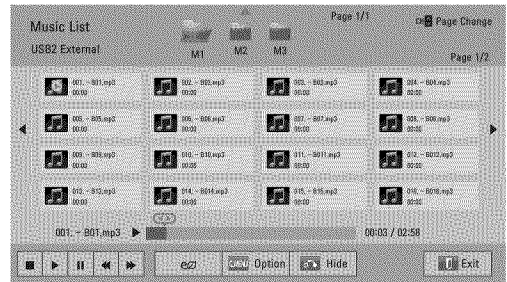 Music List
Page 1/1
CH Page Change
USB2 External
M1
M2
M3
Page 1/2
001. - B01.mp3
00:00
002. - B02.mp3
00:00
003. - B03.mp3
00:00
004. - B04.mp3
00:00
005. - B05.mp3
00:00
006. - B06.mp3
00:00
007. - B07.mp3
00:00
008. - B08.mp3
00:00
009. - B09.mp3
00:00
010. - B10.mp3
00:00
011. - B011.mp3
00:00
012. - B012.mp3
00:00
013. - B13.mp3
00:00
014. - B014.mp3
00:00
015. - B15.mp3
00:00
016. - B016.mp3
00:00
001. - B01.mp3
00:03 / 02:58
Option
Hide
Exit